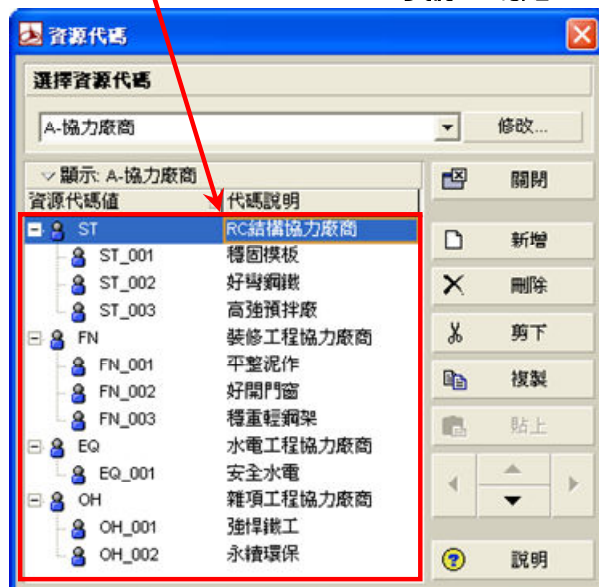 資源代碼
選擇資源代碼
A-協力廠商
修改...
顯示: A-協力廠商
關閉
資源代碼值 代碼說明
ST RC結構協力廠商
新增
ST_001 穩固模板
ST_002 好彎鋼鐵
刪除
ST_003 高強預拌廠
FN 裝修工程協力廠商
剪下
FN_001 平整泥作
複製
FN_002 好開門窗
FN_003 穩重輕鋼架
貼上
EQ 水電工程協力廠商
EQ_001 安全水電
OH 雜項工程協力廠商
OH_001 強悍鐵工
OH_002 永續環保
說明